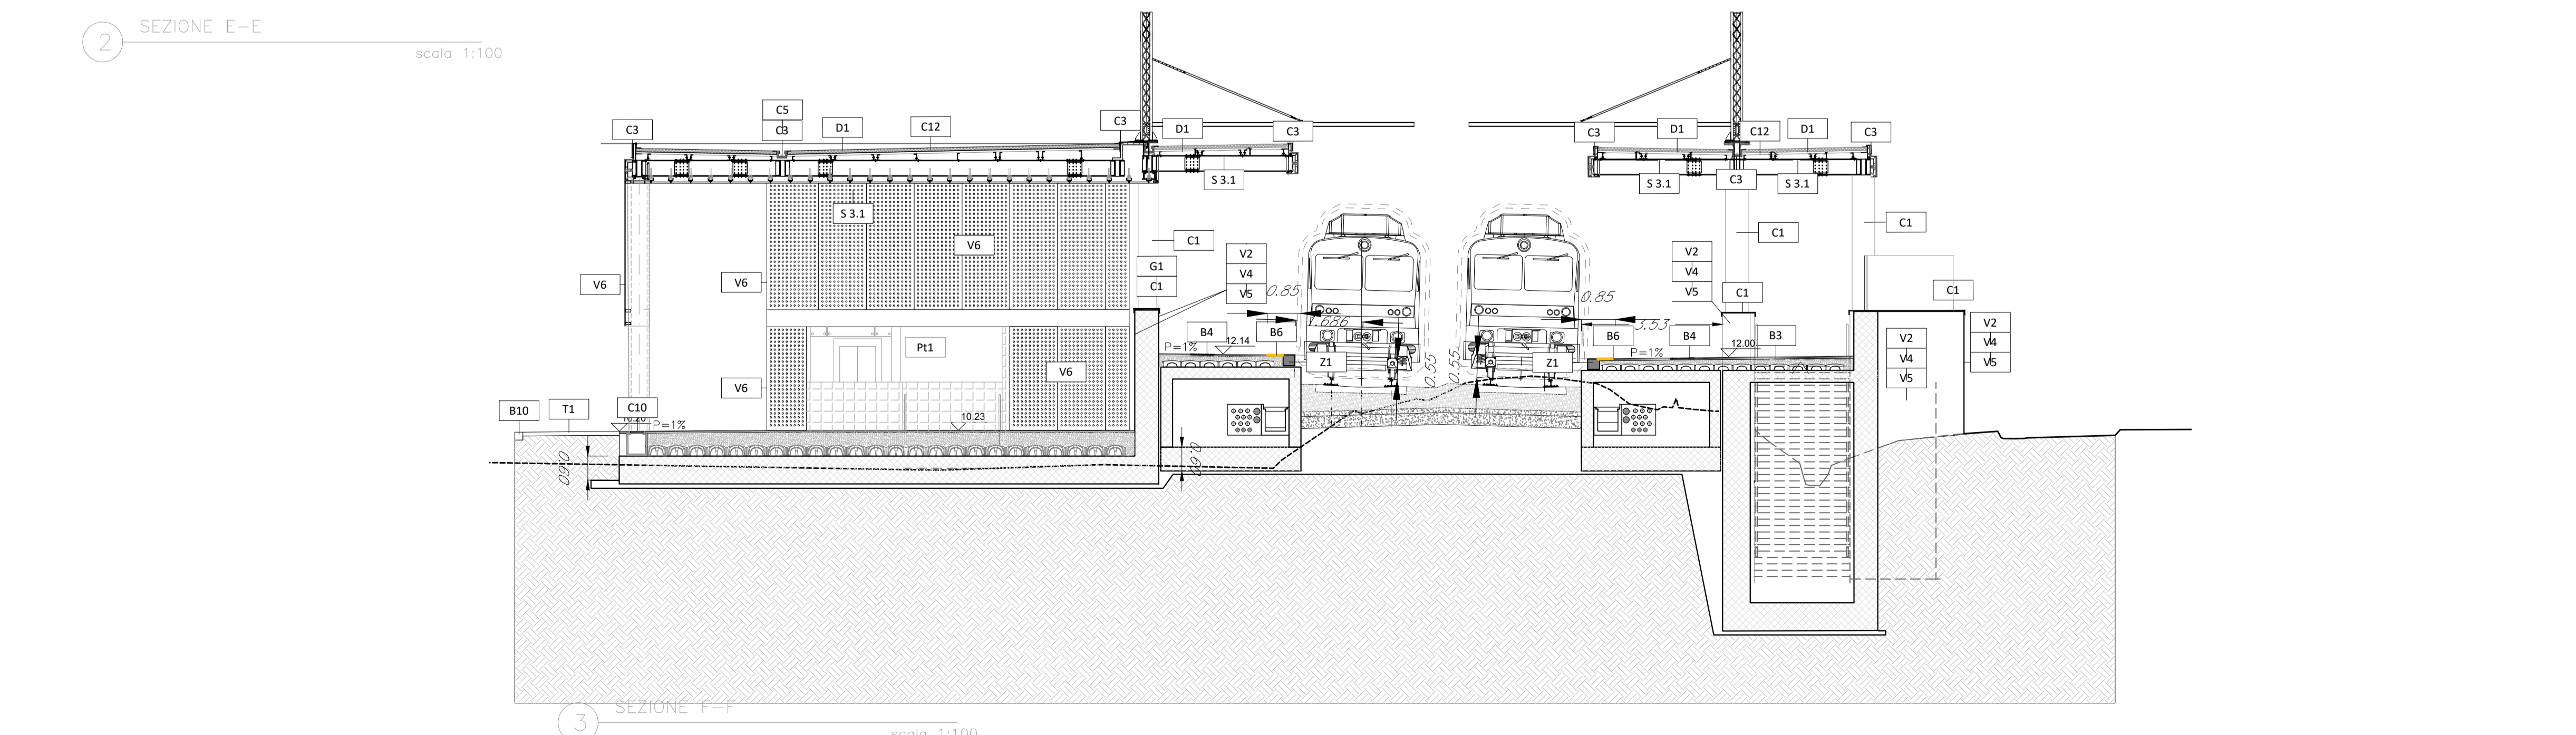 2 SEZIONE E-E
scala 1:100
C5
C3 C3 D1 C12 C3 D1 C3 C3 D1 C12 D1 C3
S 3.1 S 3.1 C3 S 3.1
S 3.1
V6 C1 C1 C1
V2 V2
V4 V4
V5 V5
G1
C1
V6 V6 0.85 0.85 C1 C1
B4 B6 B6 3.53 B4 B3 V2
P=1% 12.14 P=1% 12.00 V4
V5
V2
V4
V5
Pt1 V6 Z1 0.55 0.55 Z1
V6
B10 T1 C10 P=1% 10.23
0.60 0.60
3 SEZIONE F-F
scala 1:100